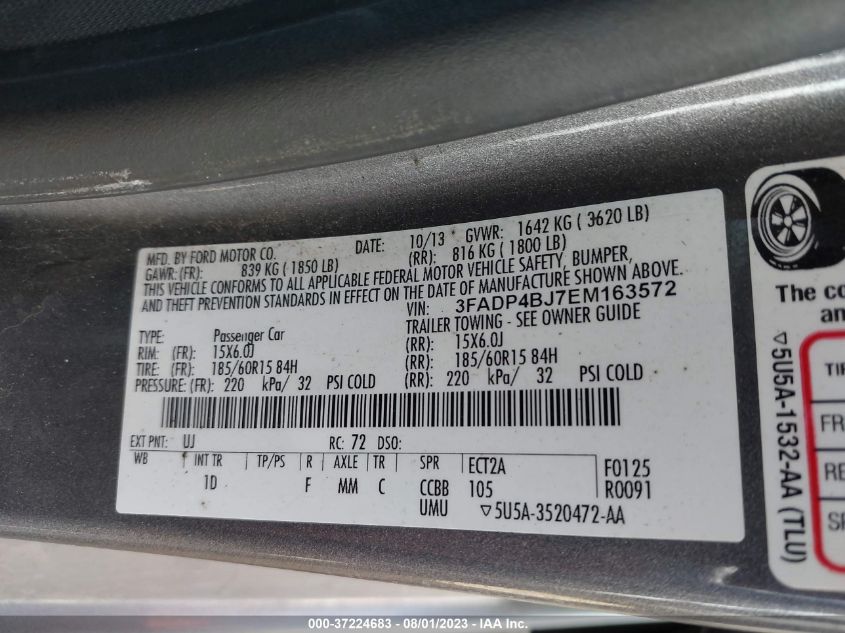 MFD. BY FORD MOTOR CO. DATE: 10/13 GVWR: 1642 KG ( 3620 LB)
GAWR: (FR): 839 KG ( 1850 LB) (RR): 816 KG ( 1800 LB)
THIS VEHICLE CONFORMS TO ALL APPLICABLE FEDERAL MOTOR VEHICLE SAFETY, BUMPER,
AND THEFT PREVENTION STANDARDS IN EFFECT ON THE DATE OF MANUFACTURE SHOWN ABOVE.
VIN: 3FADP4BJ7EM163572
TYPE: Passenger Car TRAILER TOWING - SEE OWNER GUIDE
RIM: (FR): 15X6.0J (RR): 15X6.0J
TIRE: (FR): 185/60R15 84H (RR): 185/60R15 84H
PRESSURE: (FR): 220 kPa/ 32 PSI COLD (RR): 220 kPa/ 32 PSI COLD
EXT PNT: UJ RC: 72 DSO:
WB INT TR TP/PS R AXLE TR SPR ECT2A F0125
1D F MM C CCBB 105 R0091
UMU ▽5U5A-3520472-AA
The co
an
▽5U5A-1532-AA (TLU)
TIR
FR
RE
SP
000-37224683 - 08/01/2023 - IAA Inc.